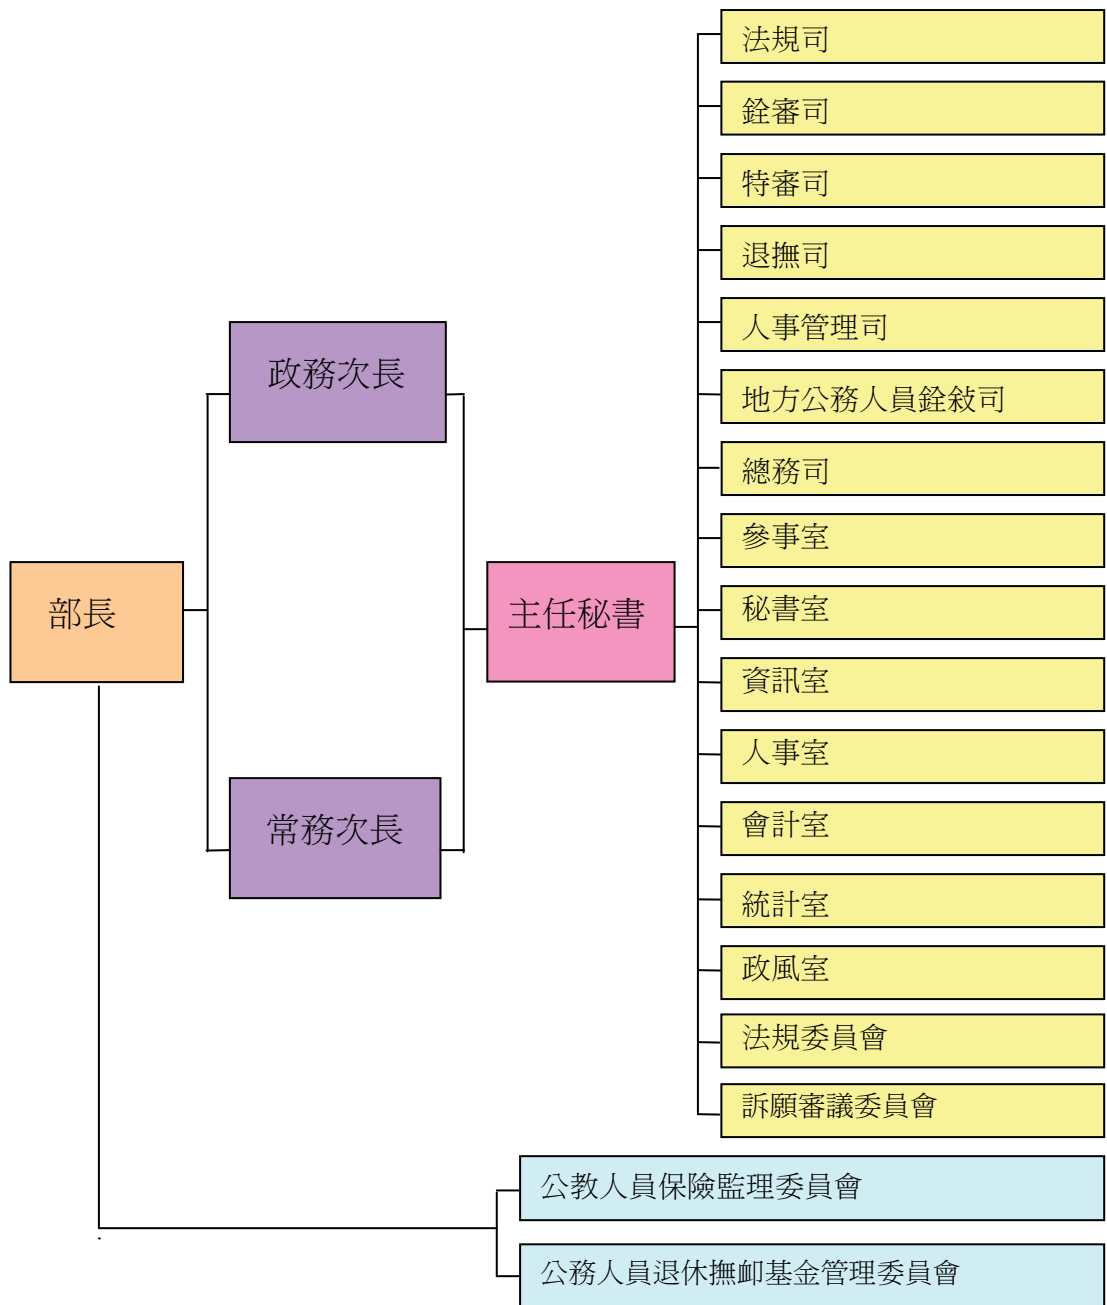 法規司
銓審司
特審司
退撫司
人事管理司
地方公務人員銓敍司
總務司
參事室
秘書室
資訊室
人事室
會計室
統計室
政風室
法規委員會
訴願審議委員會
政務次長
部長
主任秘書
常務次長
公教人員保險監理委員會
公務人員退休撫卹基金管理委員會